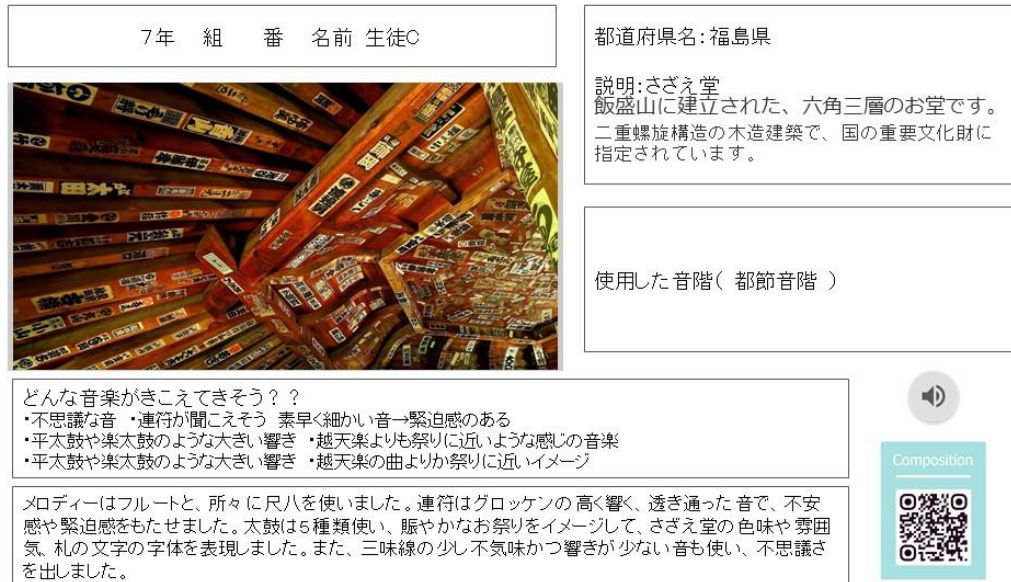 7年 組 番 名前 生徒C
都道府県名:福島県
説明:さざえ堂
飯盛山に建立された、六角三層のお堂です。
二重螺旋構造の木造建築で、国の重要文化財に
指定されています。
使用した音階( 都節音階 )
どんな音楽がきこえてきそう??
・不思議な音 ・連符が聞こえそう 素早く細かい音→緊迫感のある
・平太鼓や楽太鼓のような大きい響き ・越天楽よりも祭りに近いような感じの音楽
・平太鼓や楽太鼓のような大きい響き ・越天楽の曲よりか祭りに近いイメージ
メロディーはフルートと、所々に尺八を使いました。連符はグロッケンの高く響く、透き通った音で、不安
感や緊迫感をもたせました。太鼓は5種類使い、賑やかなお祭りをイメージして、さざえ堂の色味や雰囲
気、札の文字の字体を表現しました。また、三味線の少し不気味かつ響きが少ない音も使い、不思議さ
を出しました。
Composition